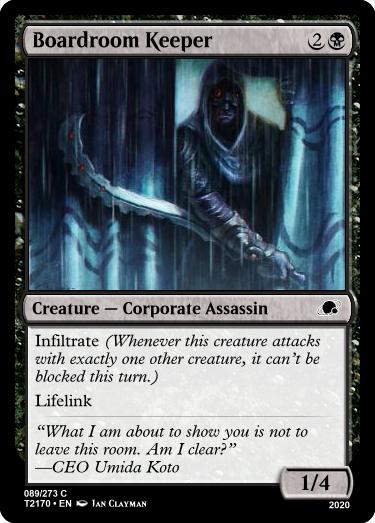 Boardroom Keeper 2
Creature — Corporate Assassin
Infiltrate (Whenever this creature attacks
with exactly one other creature, it can't be
blocked this turn.)
Lifelink
"What I am about to show you is not to
leave this room. Am I clear?"
—CEO Umida Koto
1/4
089/273 C
T2170 • EN Jan Clayman
2020